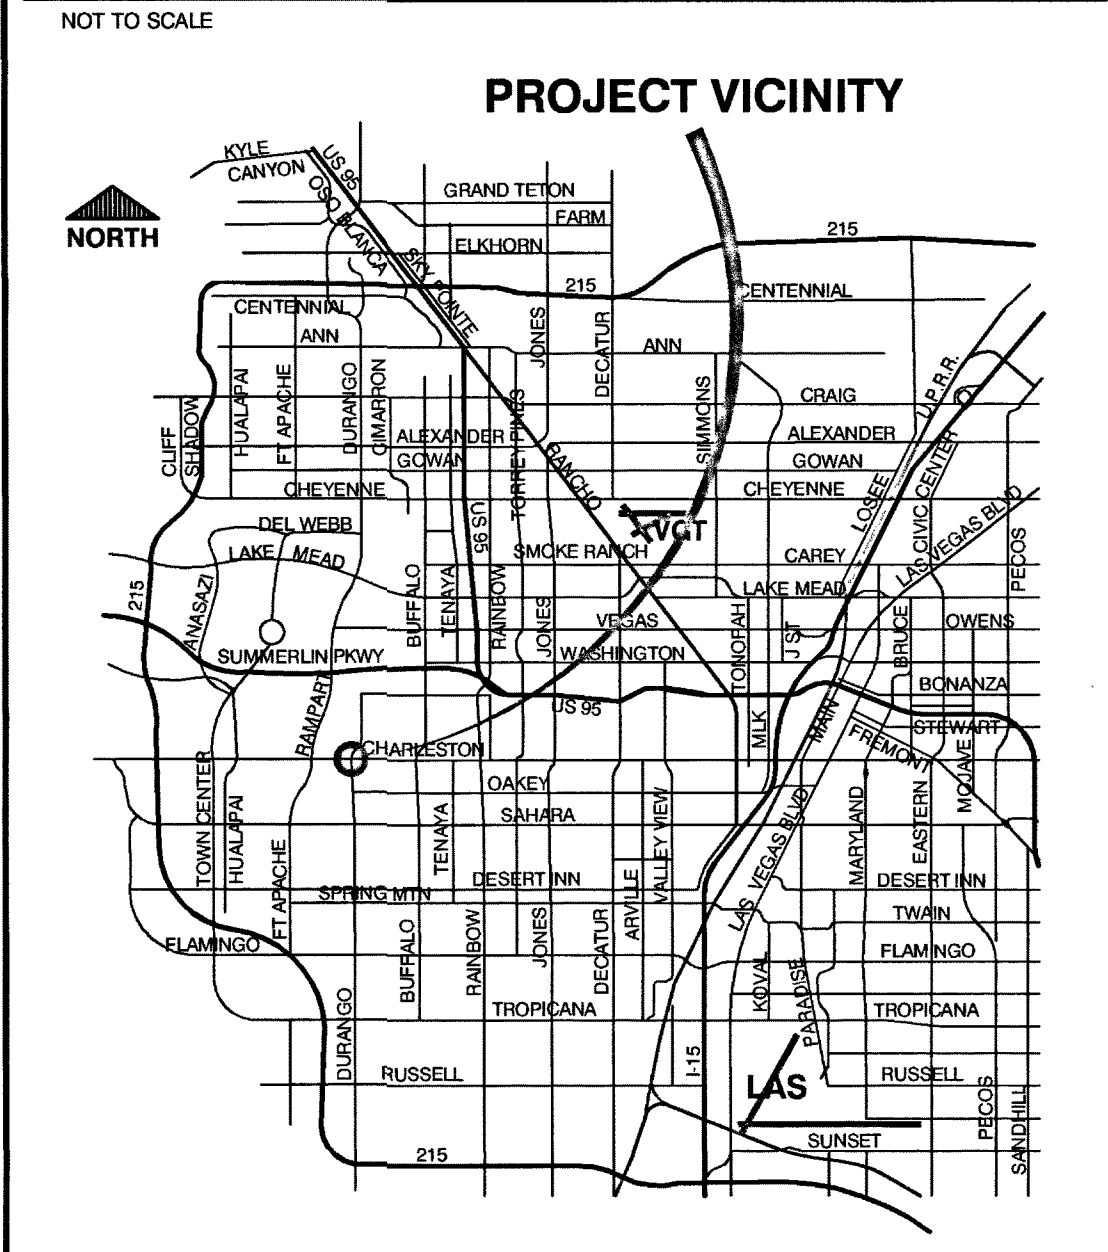 NOT TO SCALE
PROJECT VICINITY
KYLE
CANYON
US 95
NORTH
OSO BLANCA
GRAND TETON
FARM
ELKHORN
SKY POINTE
215
215
CENTENNIAL
CENTENNIAL
ANN
ANN
JONES
DECATUR
U.P.R.R.
HUALAPAI
FT APACHE
DURANGO
CIMARRON
CLIFF
SHADOW
TORREY PINES
SIMMONS
CRAIG
ALEXANDER
ALEXANDER
GOWAN
GOWAN
RANCHO
CHEYENNE
CHEYENNE
LOSEE
CIVIC CENTER
LAS VEGAS BLVD
LAS
PECOS
DEL WEBB
US 95
VGT
LAKE MEAD
SMOKE RANCH
CAREY
LAKE MEAD
215
ANASAZI
BUFFALO
TENAYA
RAINBOW
JONES
VEGAS
TONOPAH
J ST
BRUCE
OWENS
SUMMERLIN PKWY
WASHINGTON
BONANZA
RAMPART
US 95
MLK
MAIN
STEWART
FREMONT
MOJAVE
CHARLESTON
OAKEY
SAHARA
TOWN CENTER
HUALAPAI
FT APACHE
TENAYA
VALLEY VIEW
LAS VEGAS BLVD
MARYLAND
EASTERN
DESERT INN
DESERT INN
SPRING MTN
ARVILLE
TWAIN
FLAMINGO
FLAMINGO
BUFFALO
RAINBOW
JONES
DECATUR
KOVAL
PARADISE
TROPICANA
TROPICANA
DURANGO
I-15
RUSSELL
RUSSELL
LAS
PECOS
SANDHILL
SUNSET
215